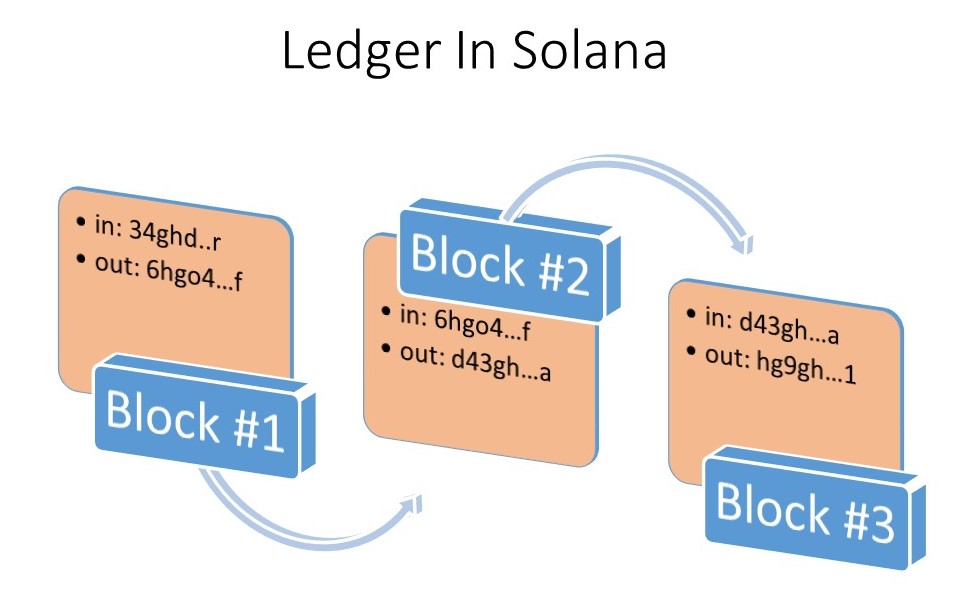 Ledger In Solana
• in: 34ghd..r
• out: 6hgo4...f
Block #1
Block #2
• in: 6hgo4...f
• out: d43gh...a
• in: d43gh...a
• out: hg9gh...1
Block #3